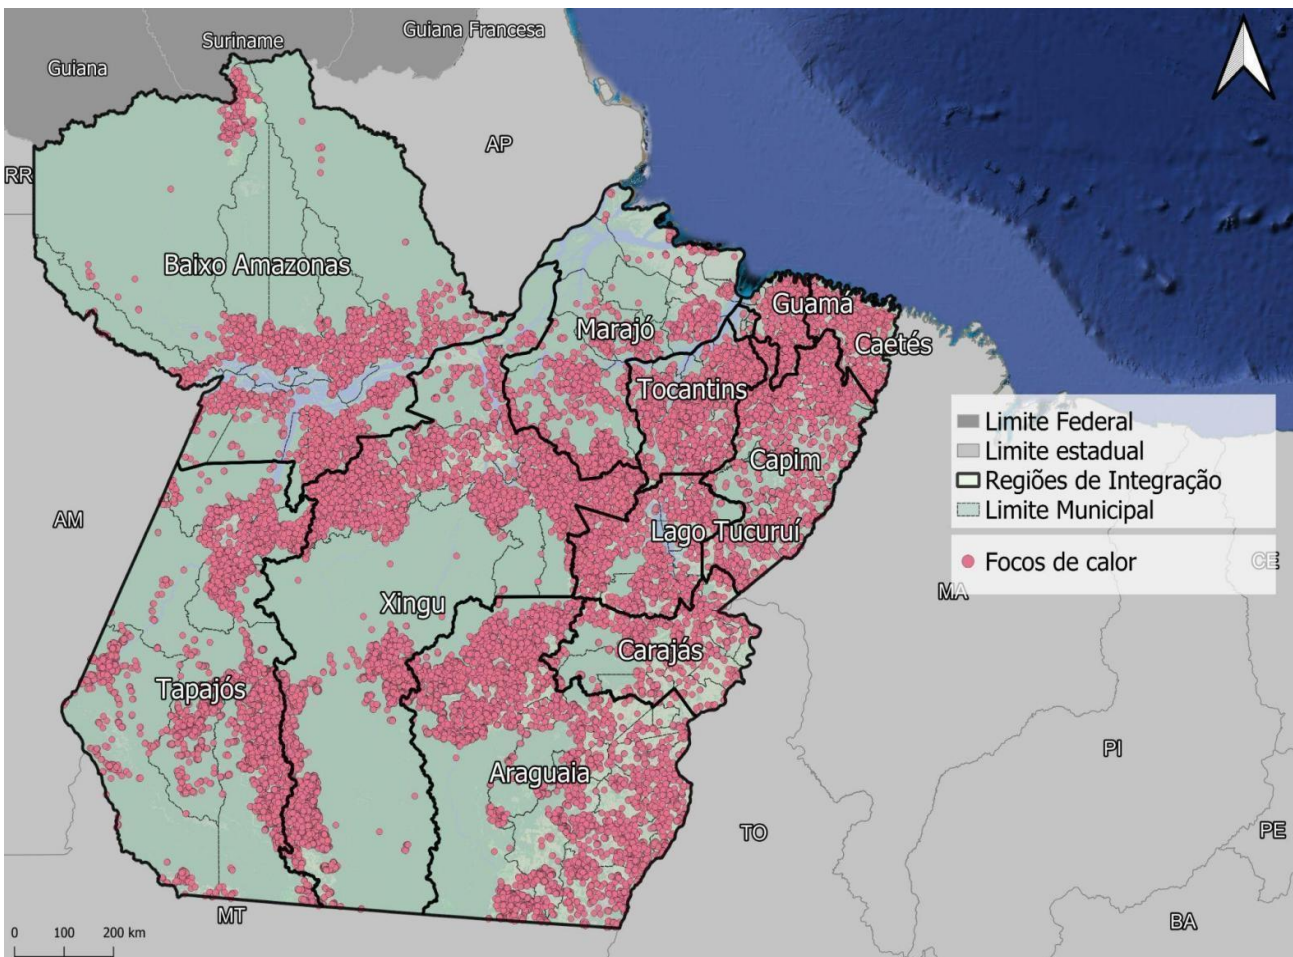 Guiana Francesa
Suriname
Guiana
AP
RR
Baixo Amazonas
Guamá
Marajó
Caetés
Tocantins
Limite Federal
Limite estadual
Regiões de Integração
Limite Municipal
Focos de calor
Capim
AM
Lago Tucuruí
CE
MA
Xingu
Carajás
Tapajós
PI
Araguaia
TO
PE
MT
BA
0 100 200 km